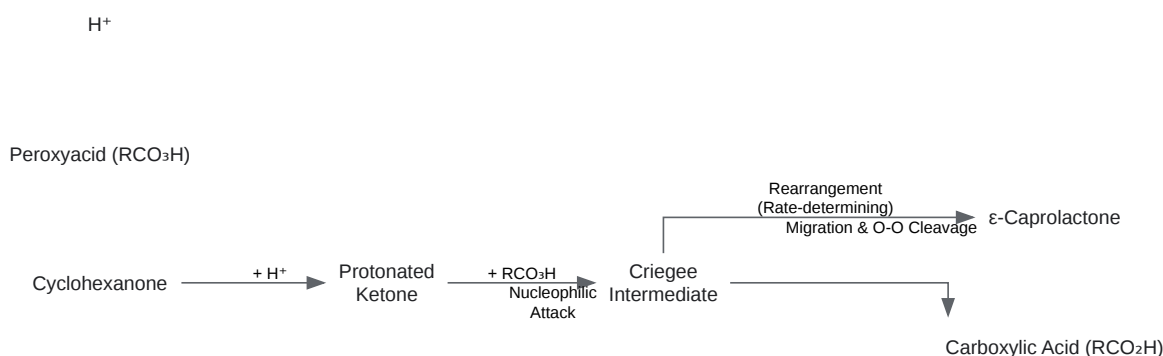 H⁺
Peroxyacid (RCO₃H)
Rearrangement
(Rate-determining)
Migration & O-O Cleavage
ε-Caprolactone
Cyclohexanone
+ H⁺
Protonated
Ketone
+ RCO₃H
Nucleophilic
Attack
Criegee
Intermediate
Carboxylic Acid (RCO₂H)